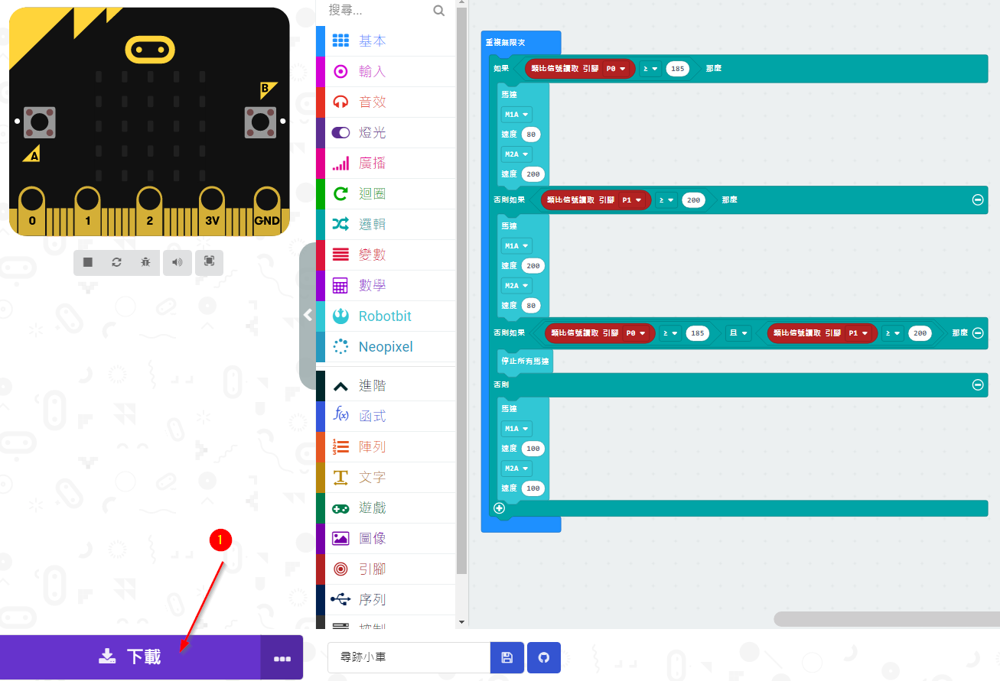 B
A
0
1
2
3V
GND
1
下載
搜尋...
基本
輸入
音效
燈光
廣播
迴圈
邏輯
變數
數學
Robotbit
Neopixel
進階
f(x) 函式
陣列
文字
遊戲
圖像
引腳
序列
控制
重複無限次
如果 類比信號讀取 引腳 P0 ≥ 185 那麼
馬達
M1A
速度 80
M2A
速度 200
否則如果 類比信號讀取 引腳 P1 ≥ 200 那麼
馬達
M1A
速度 200
M2A
速度 80
否則如果 類比信號讀取 引腳 P0 ≥ 185 且 類比信號讀取 引腳 P1 ≥ 200 那麼
停止所有馬達
否則
馬達
M1A
速度 100
M2A
速度 100
尋跡小車